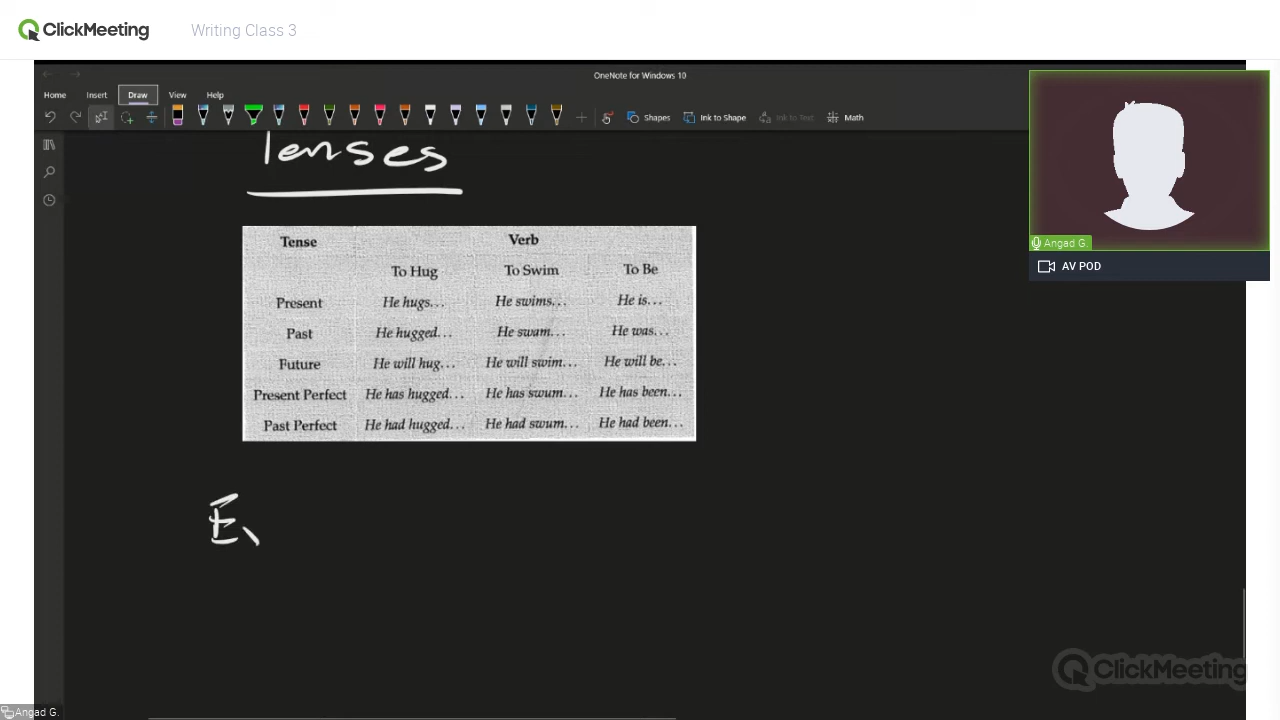 ClickMeeting Writing Class 3
OneNote for Windows 10
Home Insert Draw View Help
Shapes Ink to Shape Ink to Text Math
Tenses
Tense Verb
To Hug To Swim To Be
Present He hugs... He swims... He is...
Past He hugged... He swam... He was...
Future He will hug... He will swim... He will be...
Present Perfect He has hugged... He has swum... He has been...
Past Perfect He had hugged... He had swum... He had been...
E
Angad G.
AV POD
ClickMeeting
Angad G.